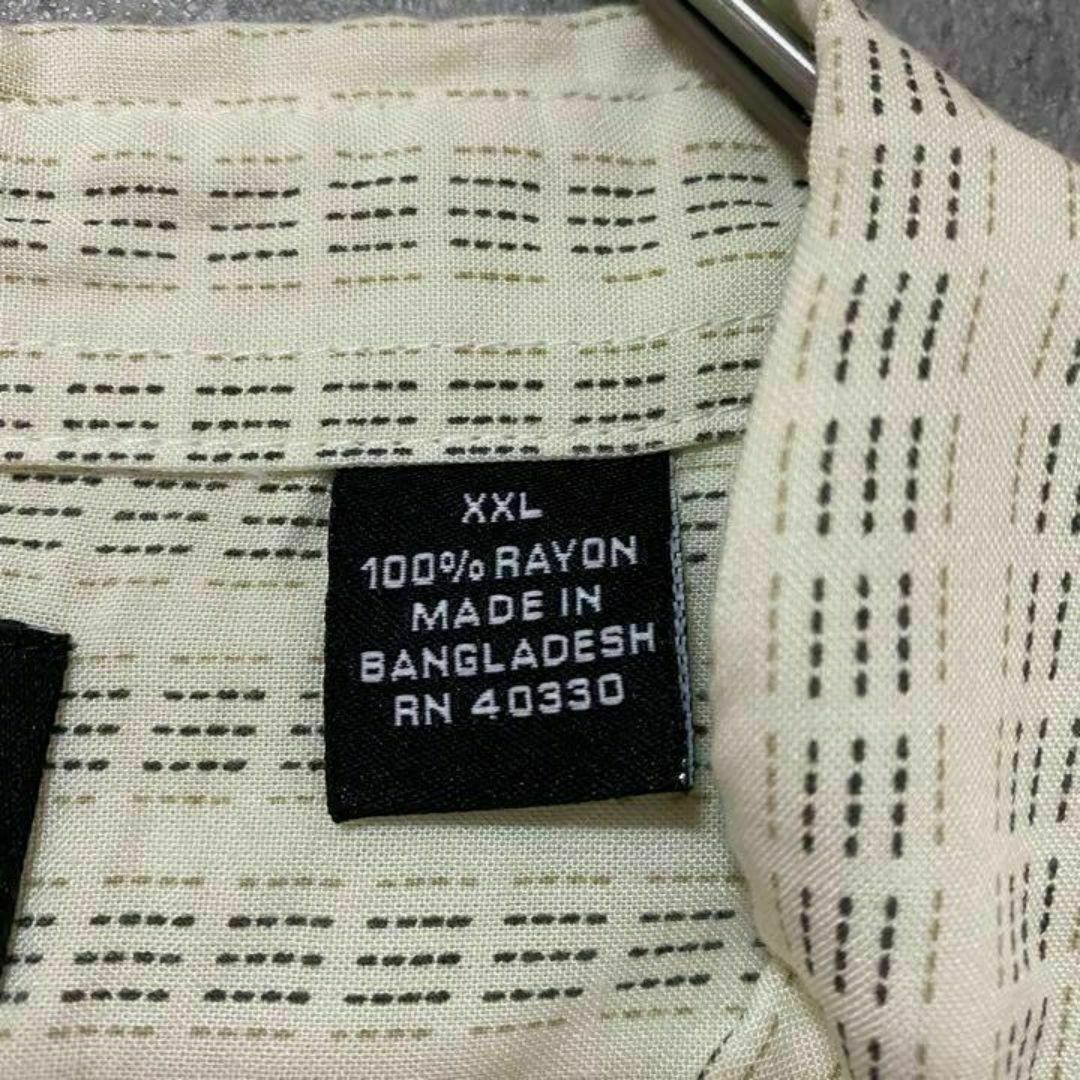 XXL
100% RAYON
MADE IN
BANGLADESH
RN 40330